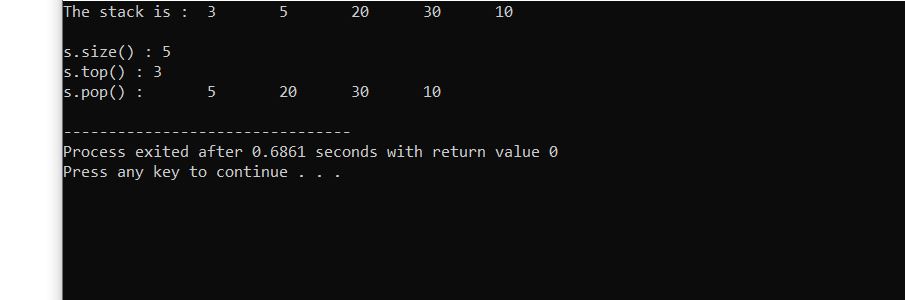 The stack is :  3       5       20      30      10
s.size() : 5
s.top() : 3
s.pop() :       5       20      30      10
--------------------------------
Process exited after 0.6861 seconds with return value 0
Press any key to continue . . .